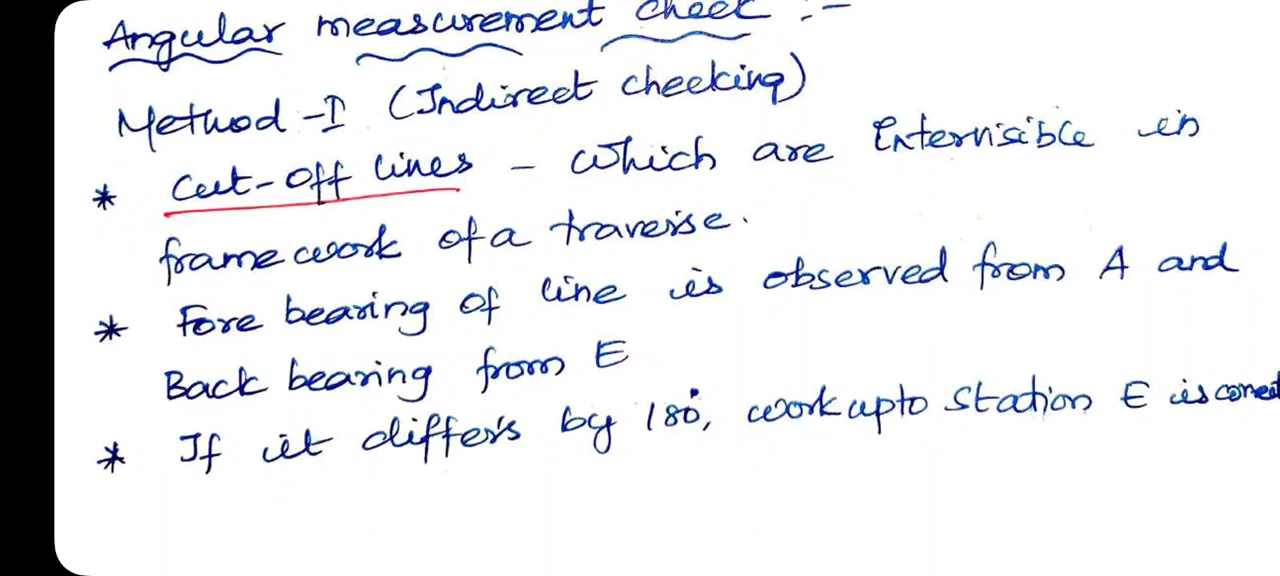 Angular measurement check :-
Method-I (Indirect checking)
* Cut-off lines - which are Intervisible in
framework of a traverse.
* Fore bearing of line is observed from A and
Back bearing from E
* If it differs by 180°, work upto station E is correct